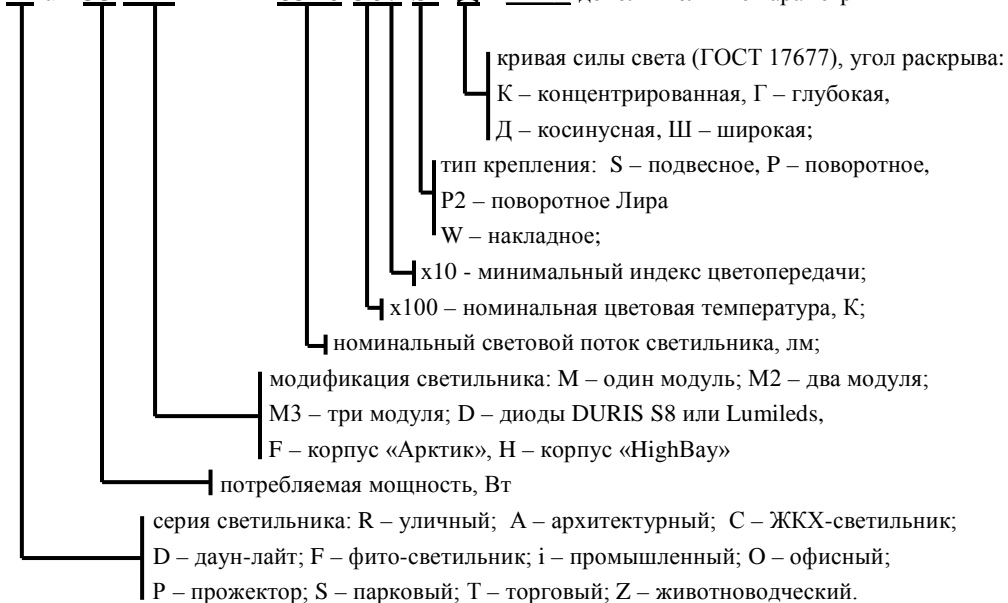 кривая силы света (ГОСТ 17677), угол раскрыва:
К – концентрированная, Г – глубокая,
Д – косинусная, Ш – широкая;
тип крепления: S – подвесное, P – поворотное,
P2 – поворотное Лира
W – накладное;
x10 - минимальный индекс цветопередачи;
x100 – номинальная цветовая температура, К;
номинальный световой поток светильника, лм;
модификация светильника: М – один модуль; М2 – два модуля;
М3 – три модуля; D – диоды DURIS S8 или Lumileds,
F – корпус «Арктик», H – корпус «HighBay»
потребляемая мощность, Вт
серия светильника: R – уличный; A – архитектурный; C – ЖКХ-светильник;
D – даун-лайт; F – фито-светильник; i – промышленный; O – офисный;
P – прожектор; S – парковый; T – торговый; Z – животноводческий.